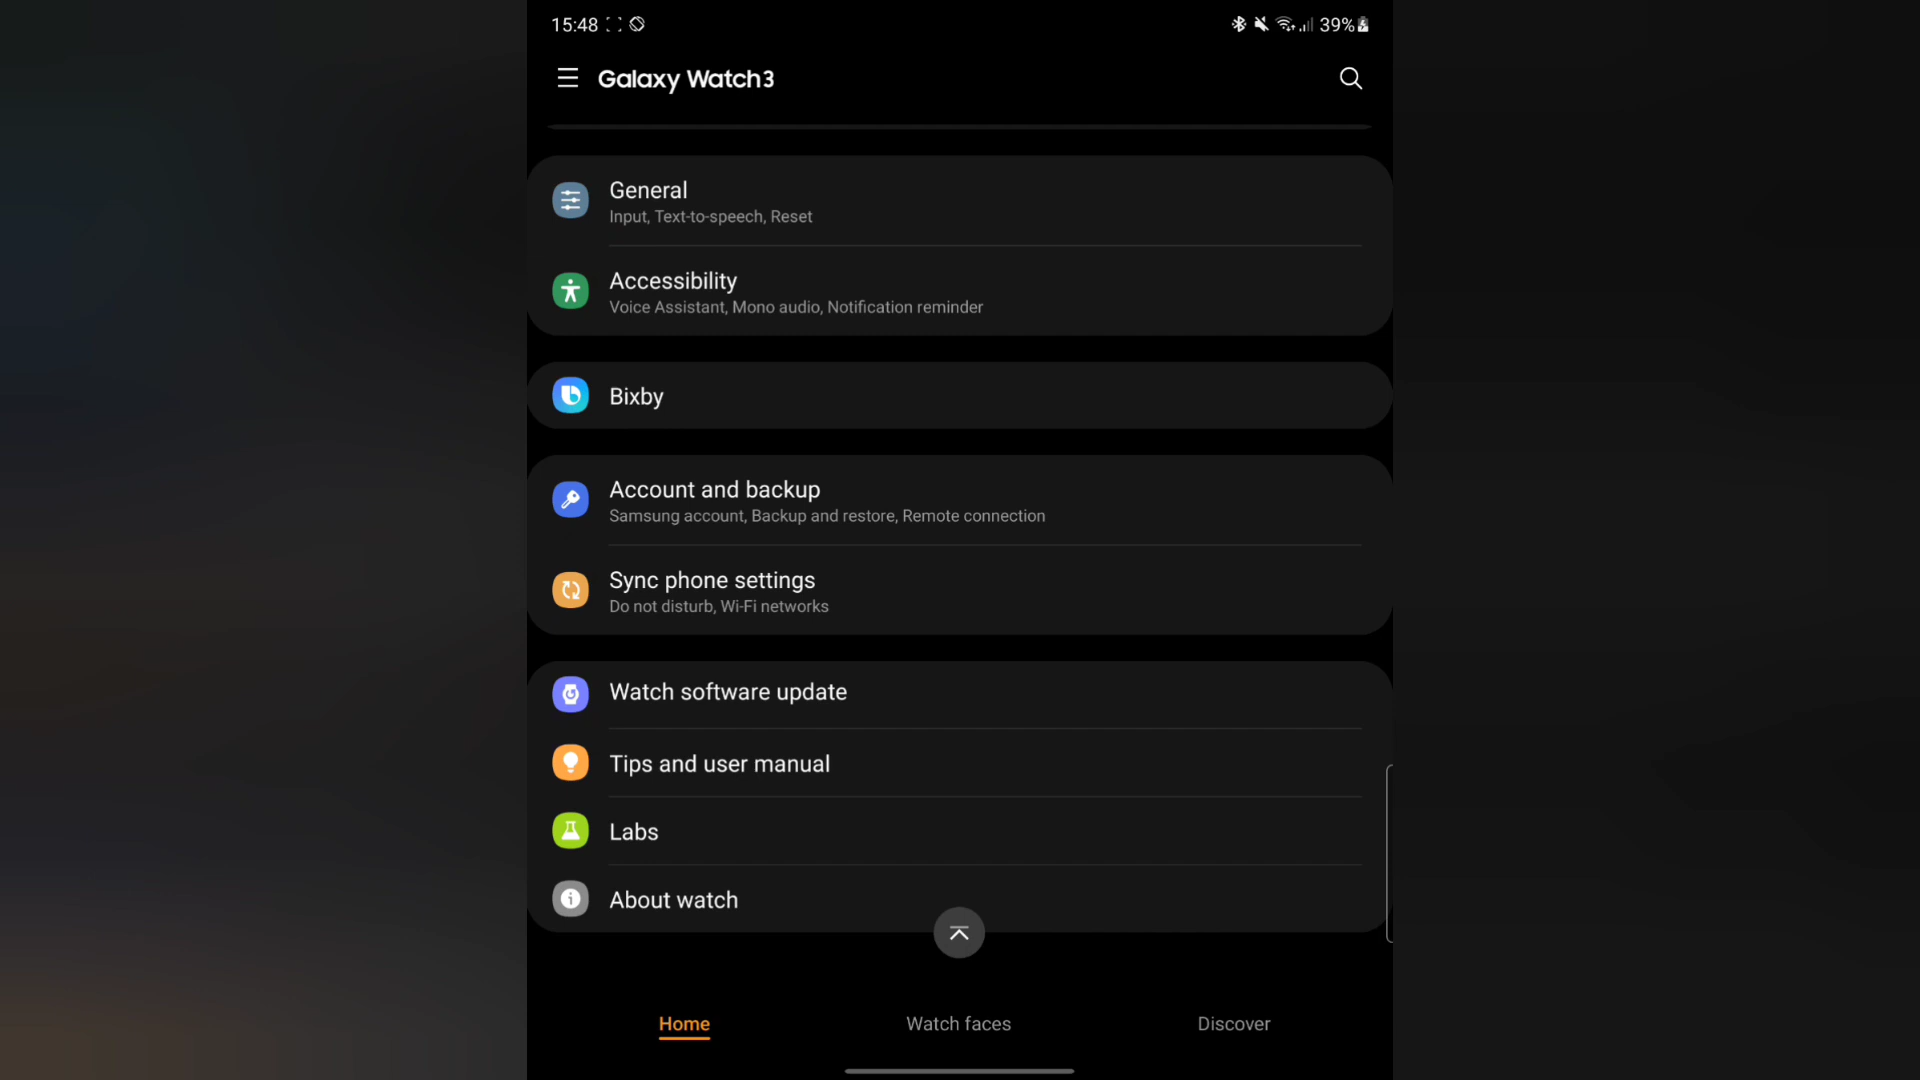 15:48 39%
Galaxy Watch3
General
Input, Text-to-speech, Reset
Accessibility
Voice Assistant, Mono audio, Notification reminder
Bixby
Account and backup
Samsung account, Backup and restore, Remote connection
Sync phone settings
Do not disturb, Wi-Fi networks
Watch software update
Tips and user manual
Labs
About watch
Home Watch faces Discover